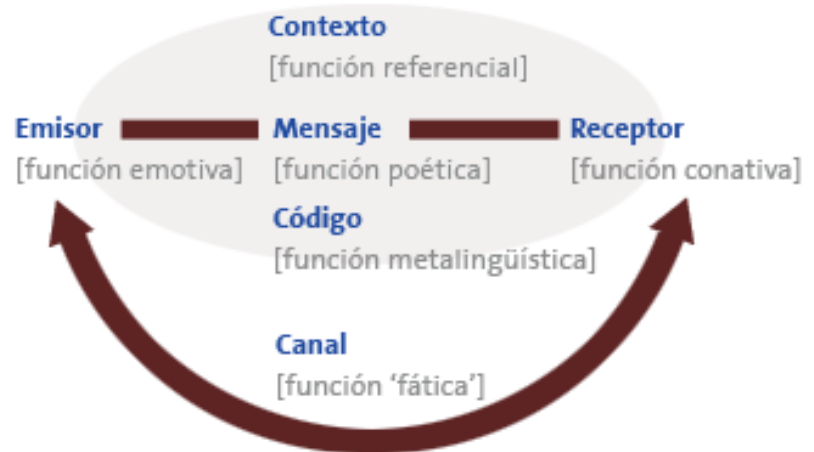 Contexto
[función referencial]
Emisor Mensaje Receptor
[función emotiva] [función poética] [función conativa]
Código
[función metalingüística]
Canal
[función ‘fática’]